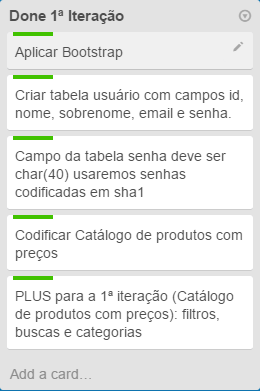 Done 1ª Iteração
Aplicar Bootstrap
Criar tabela usuário com campos id,
nome, sobrenome, email e senha.
Campo da tabela senha deve ser
char(40) usaremos senhas
codificadas em sha1
Codificar Catálogo de produtos com
preços
PLUS para a 1ª iteração (Catálogo
de produtos com preços): filtros,
buscas e categorias
Add a card…